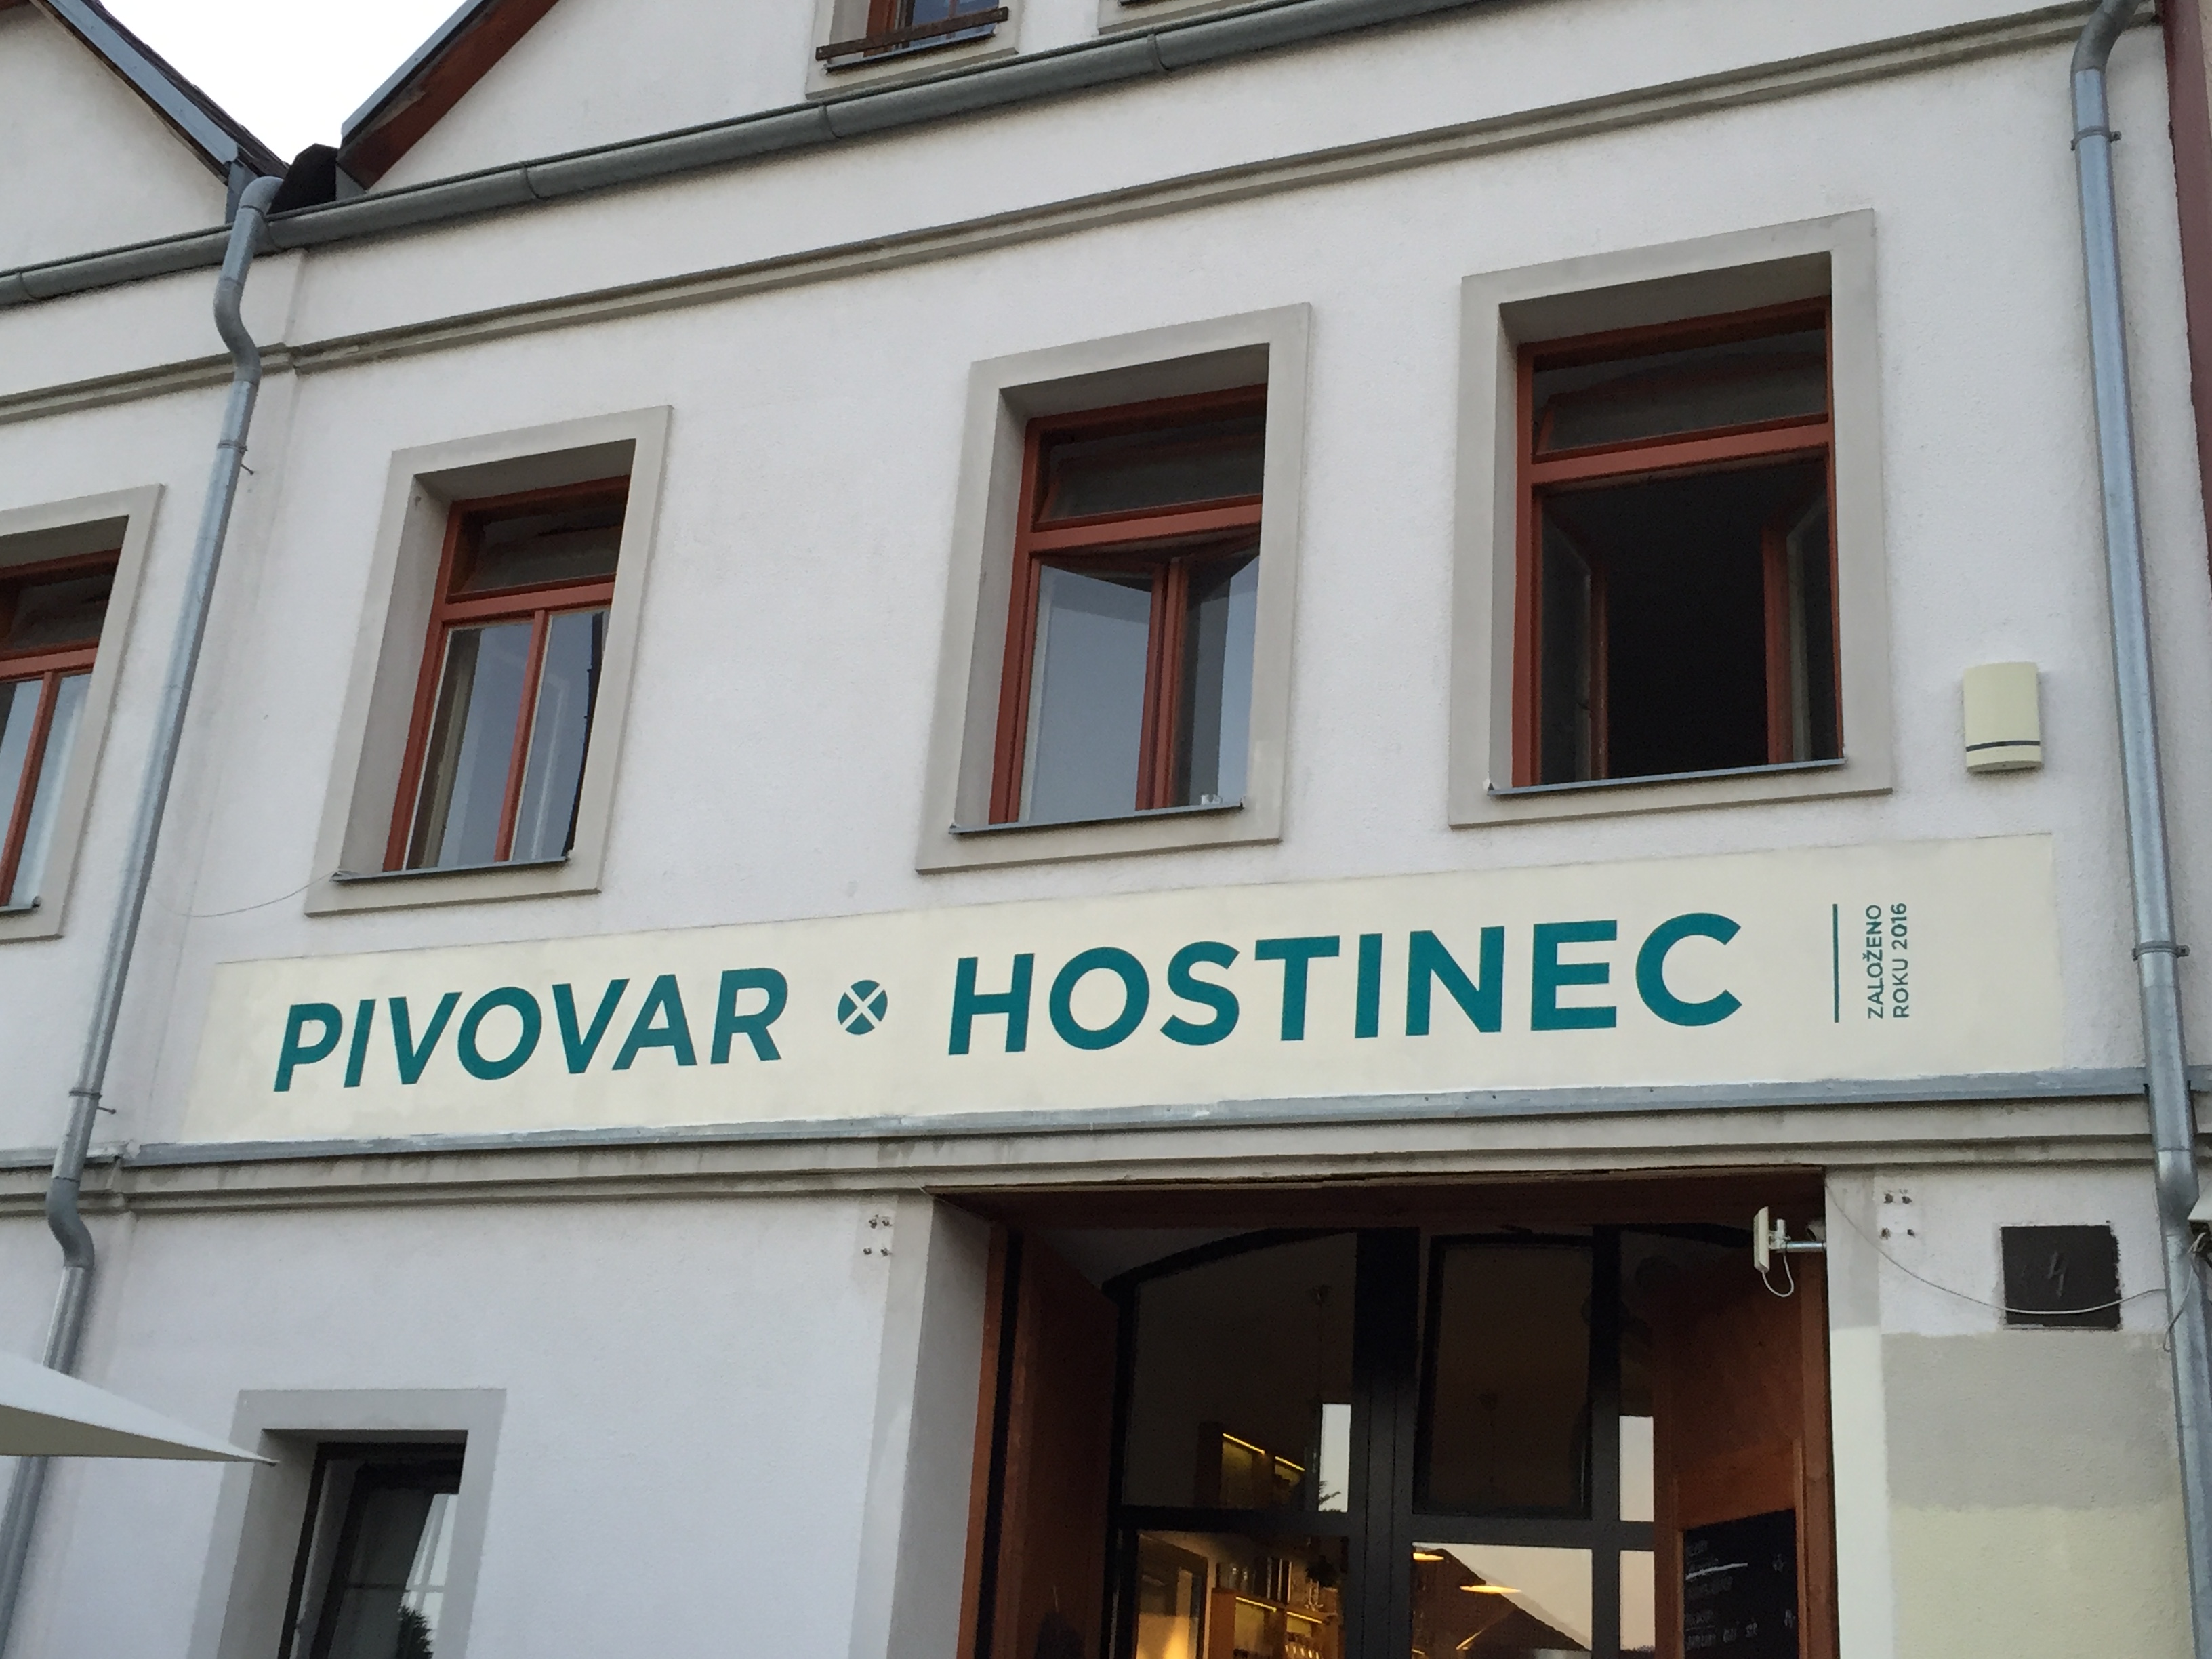 PIVOVAR HOSTINEC
ZALOŽENO
ROKU 2016